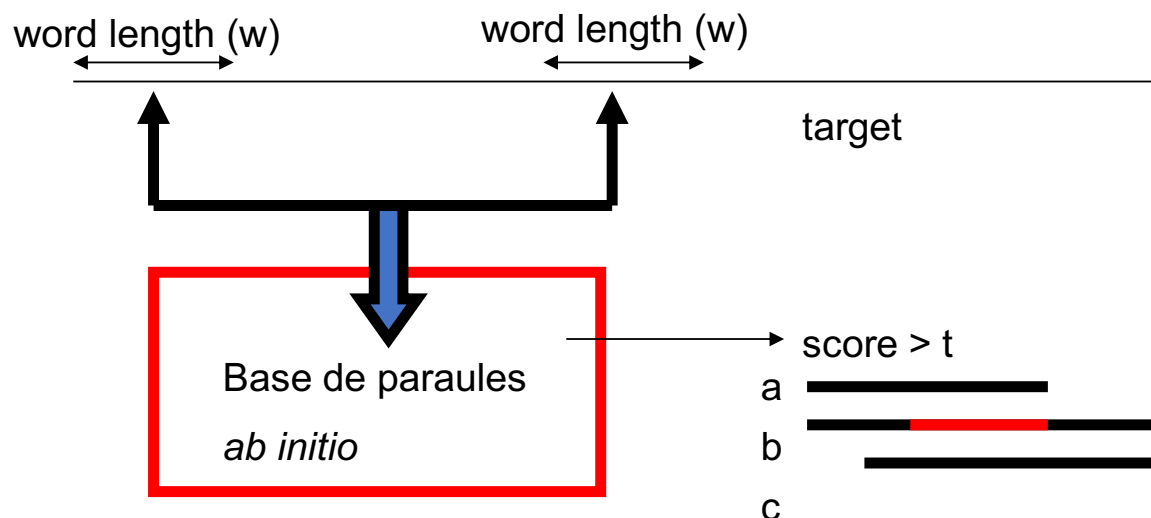 word length (w)
word length (w)
target
Base de paraules
ab initio
score > t
a
b
c